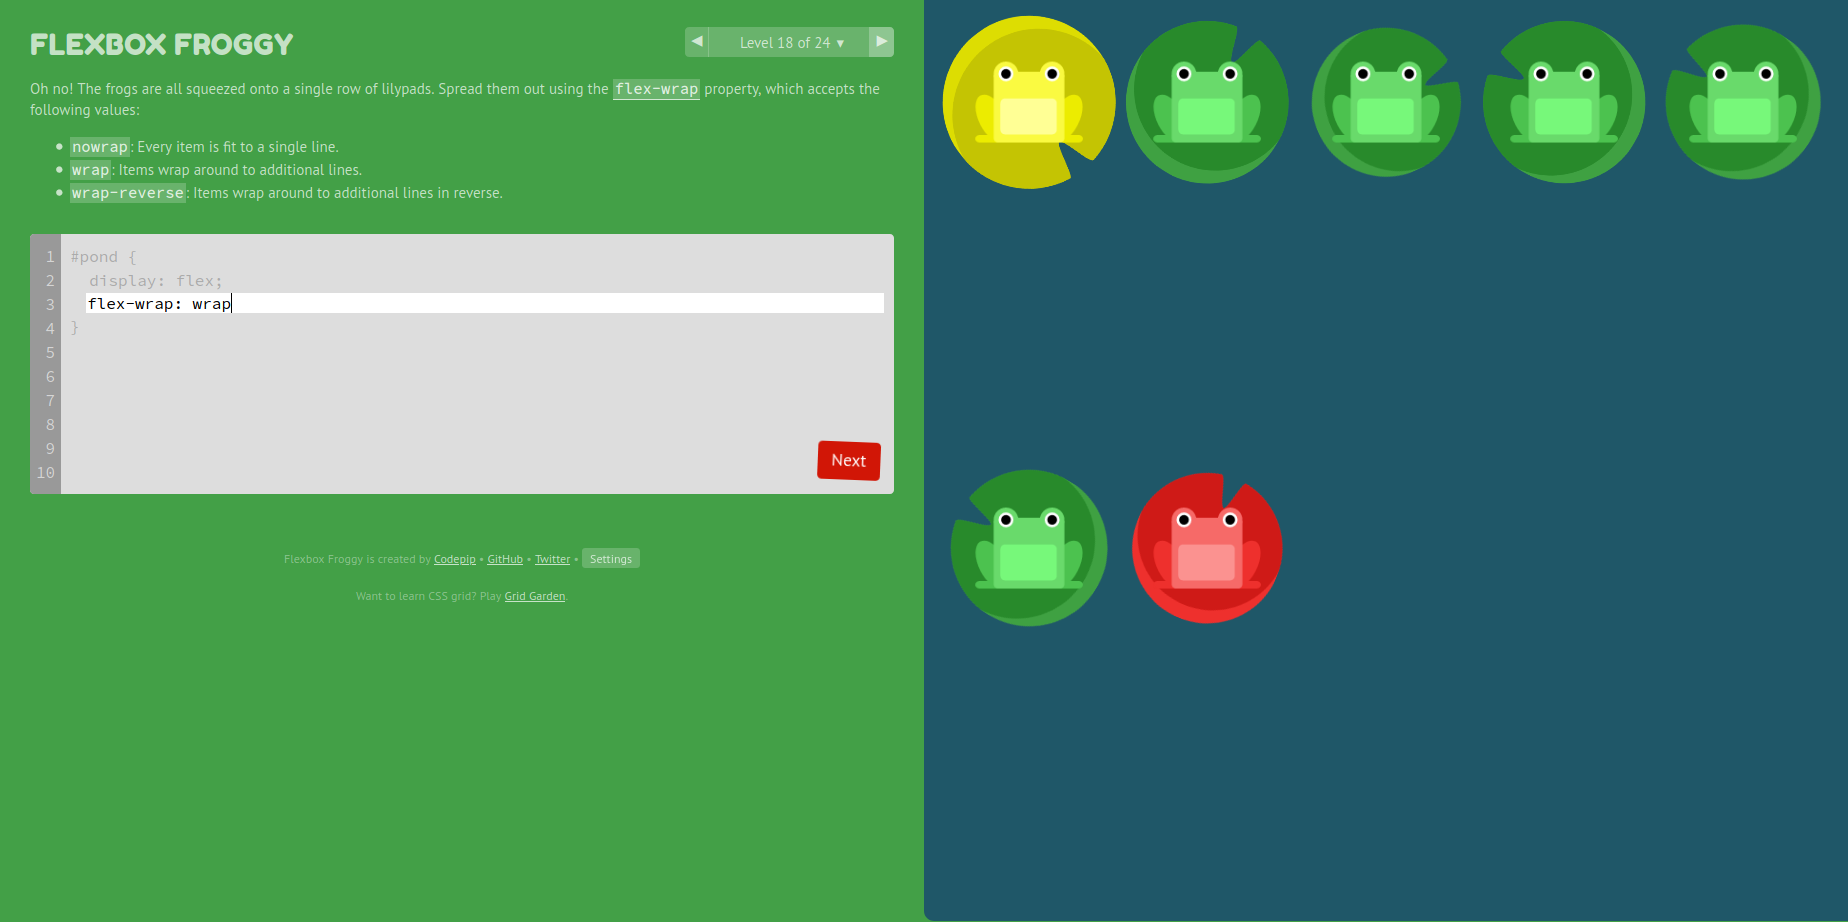 FLEXBOX FROGGY
◀ Level 18 of 24 ▼ ▶
Oh no! The frogs are all squeezed onto a single row of lilypads. Spread them out using the flex-wrap property, which accepts the
following values:
• nowrap: Every item is fit to a single line.
• wrap: Items wrap around to additional lines.
• wrap-reverse: Items wrap around to additional lines in reverse.
1 #pond {
2 display: flex;
3 flex-wrap: wrap
4 }
5
6
7
8
9
10
Next
Flexbox Froggy is created by Codepip • GitHub • Twitter • Settings
Want to learn CSS grid? Play Grid Garden.